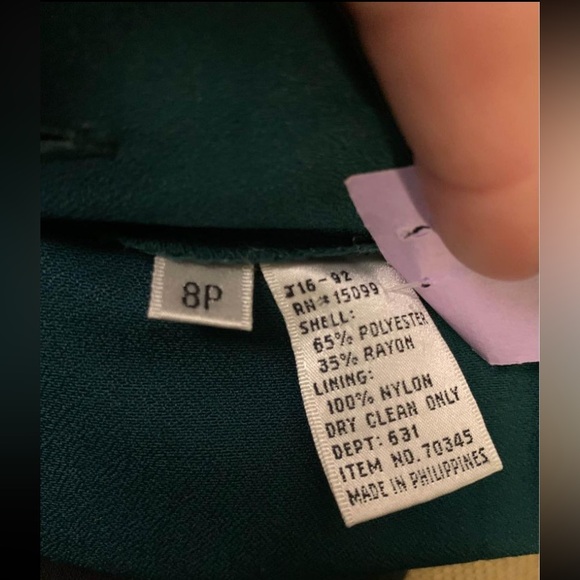 8P
J16-92
RN#15099
SHELL:
65% POLYESTER
35% RAYON
LINING:
100% NYLON
DRY CLEAN ONLY
DEPT: 631
ITEM NO. 70345
MADE IN PHILIPPINES